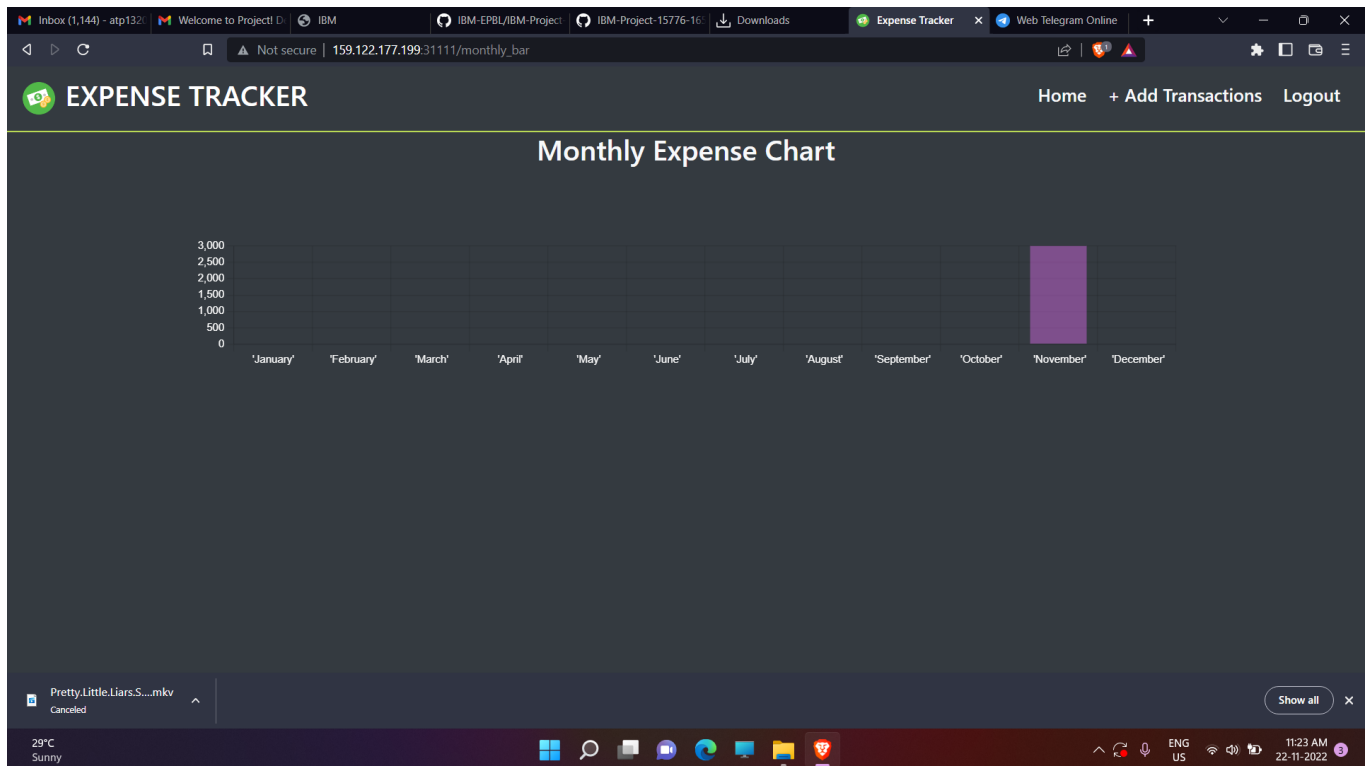 Inbox (1,144) - atp132 Welcome to Project! D IBM IBM-EPBL/IBM-Project IBM-Project-15776-16 Downloads Expense Tracker Web Telegram Online
Not secure | 159.122.177.199:31111/monthly_bar
EXPENSE TRACKER Home + Add Transactions Logout
Monthly Expense Chart
3,000
2,500
2,000
1,500
1,000
500
0
'January' 'February' 'March' 'April' 'May' 'June' 'July' 'August' 'September' 'October' 'November' 'December'
Pretty.Little.Liars.S....mkv
Canceled
Show all
29°C
Sunny
ENG
US
11:23 AM
22-11-2022
3